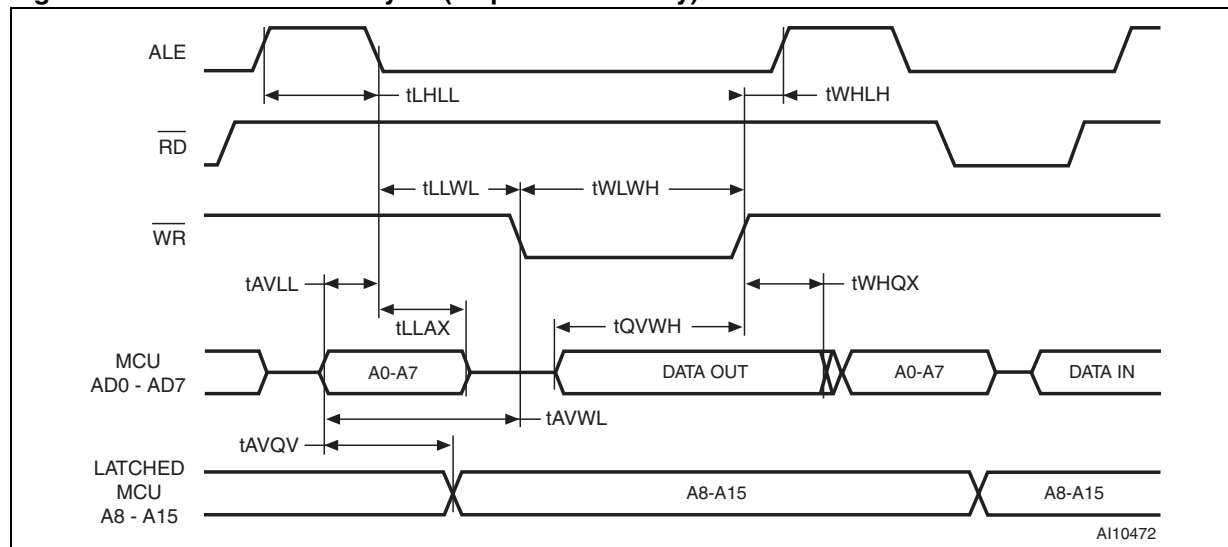 ALE
tLHLL
tWHLH
RD
tLLWL
tWLWH
WR
tAVLL
tWHQX
tLLAX
tQVWH
MCU
AD0 - AD7
A0-A7
DATA OUT
A0-A7
DATA IN
tAVWL
tAVQV
LATCHED
MCU
A8 - A15
A8-A15
A8-A15
AI10472